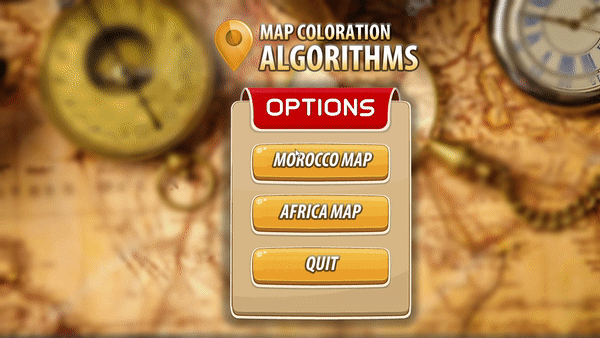 MAP COLORATION
ALGORITHMS
OPTIONS
MOROCCO MAP
AFRICA MAP
QUIT